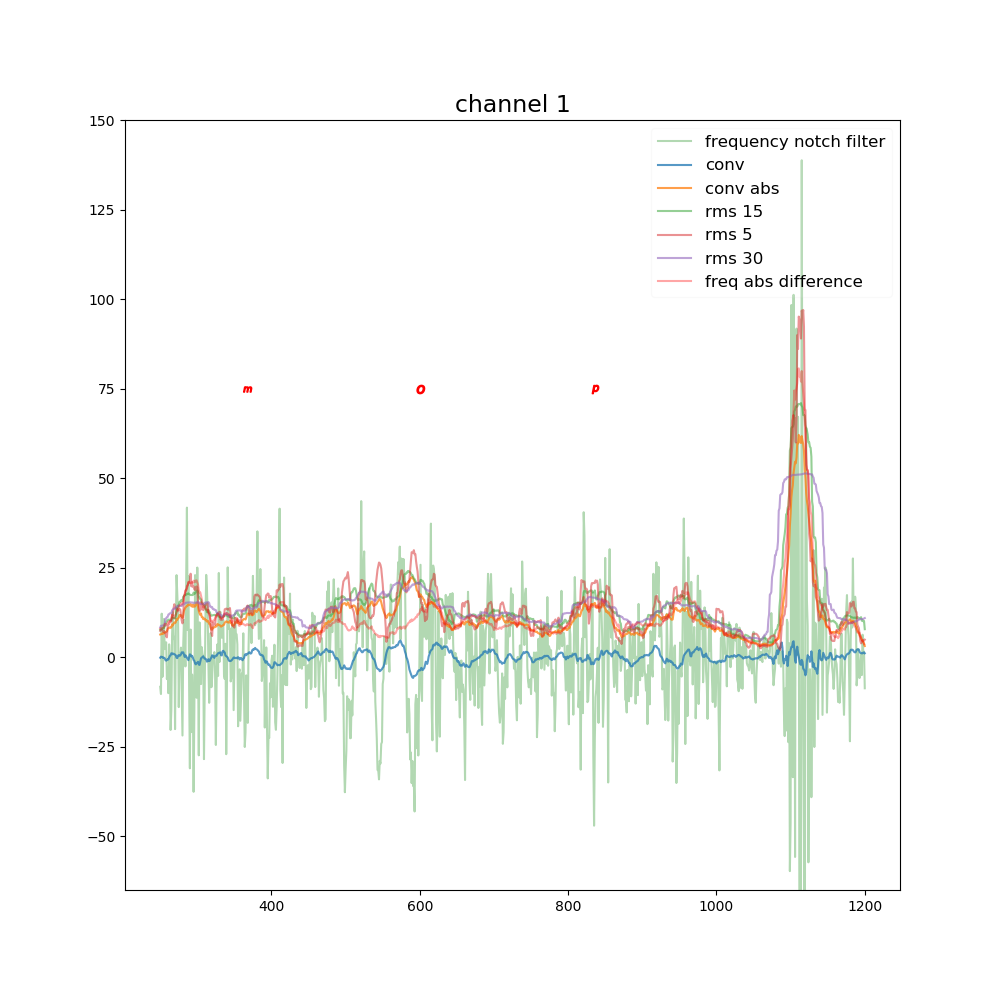 channel 1
150
frequency notch filter
conv
125
conv abs
rms 15
rms 5
rms 30
freq abs difference
100
75
m o p
50
25
0
−25
−50
400 600 800 1000 1200